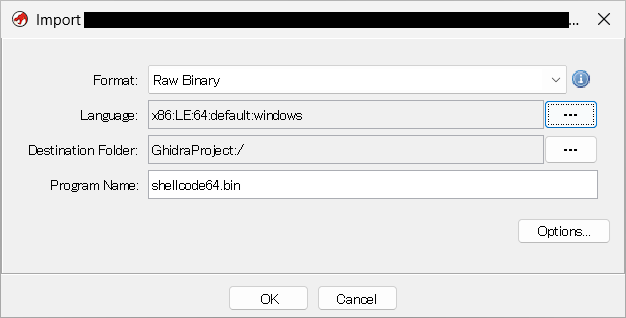 Import ...
Format: Raw Binary
Language: x86:LE:64:default:windows ...
Destination Folder: GhidraProject:/ ...
Program Name: shellcode64.bin
Options...
OK Cancel